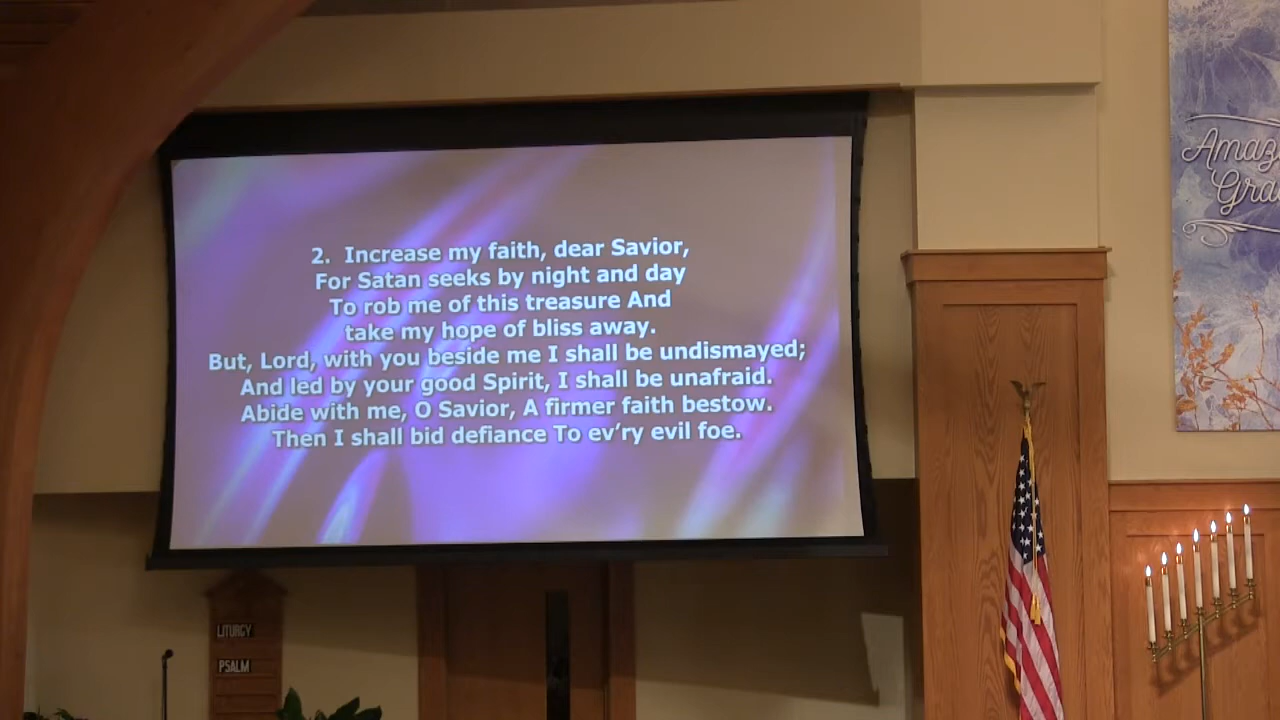 2. Increase my faith, dear Savior,
For Satan seeks by night and day
To rob me of this treasure And
take my hope of bliss away.
But, Lord, with you beside me I shall be undismayed;
And led by your good Spirit, I shall be unafraid.
Abide with me, O Savior, A firmer faith bestow.
Then I shall bid defiance To ev’ry evil foe.
Amaz
Gra
LITURGY
PSALM